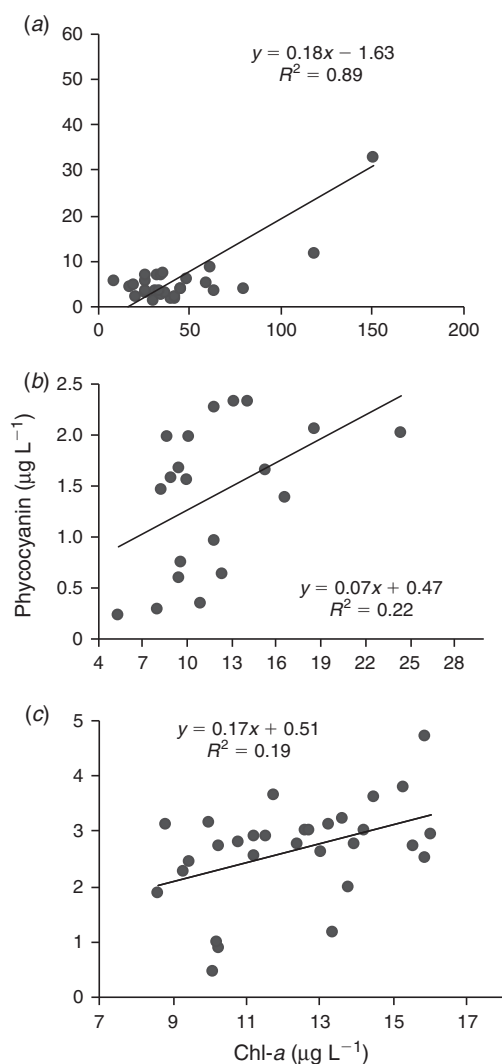 (a)
y = 0.18x − 1.63
R² = 0.89
60
50
40
30
20
10
0
0 50 100 150 200
(b)
2.5
2.0
1.5
1.0
0.5
0
y = 0.07x + 0.47
R² = 0.22
4 7 10 13 16 19 22 25 28
Phycocyanin (µg L⁻¹)
(c)
y = 0.17x + 0.51
R² = 0.19
5
4
3
2
1
0
7 9 11 13 15 17
Chl-a (µg L⁻¹)